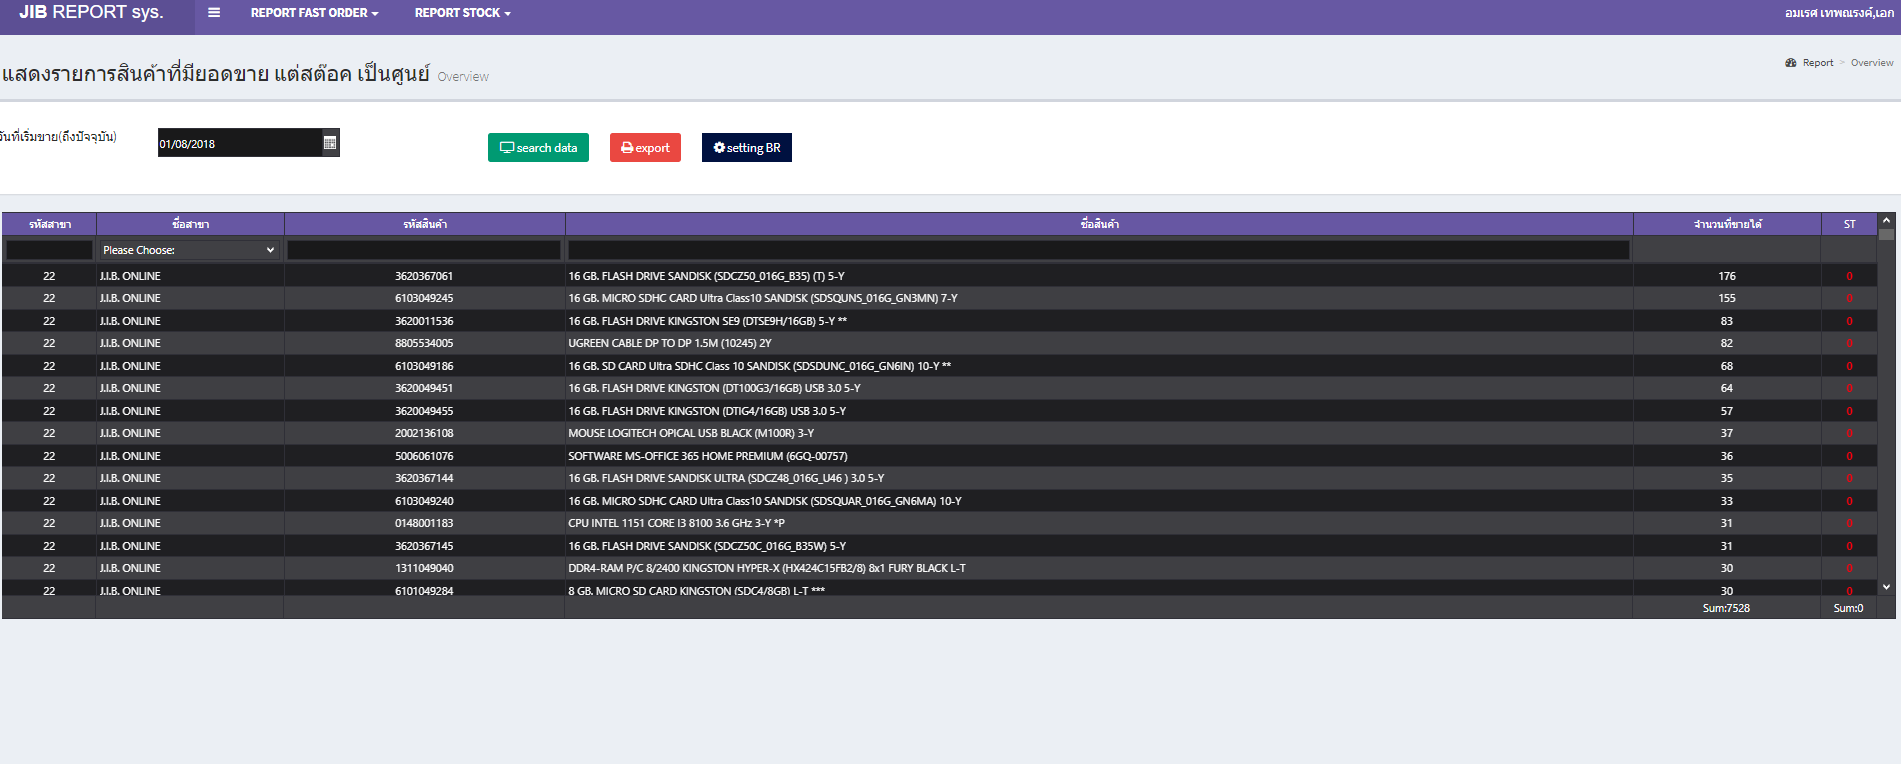 JIB REPORT sys. REPORT FAST ORDER REPORT STOCK อมเรศ เทพณรงค์,เอก
แสดงรายการสินค้าที่มียอดขาย แต่สต๊อค เป็นศูนย์ Overview
Report > Overview
วันที่เริ่มขาย(ถึงปัจจุบัน) 01/08/2018 search data export setting BR
รหัสสาขา ชื่อสาขา รหัสสินค้า ชื่อสินค้า จำนวนที่ขายได้ ST
Please Choose:
22 J.I.B. ONLINE 3620367061 16 GB. FLASH DRIVE SANDISK (SDCZ50_016G_B35) (T) 5-Y 176 0
22 J.I.B. ONLINE 6103049245 16 GB. MICRO SDHC CARD Ultra Class10 SANDISK (SDSQUNS_016G_GN3MN) 7-Y 155 0
22 J.I.B. ONLINE 3620011536 16 GB. FLASH DRIVE KINGSTON SE9 (DTSE9H/16GB) 5-Y ** 83 0
22 J.I.B. ONLINE 8805534005 UGREEN CABLE DP TO DP 1.5M (10245) 2Y 82 0
22 J.I.B. ONLINE 6103049186 16 GB. SD CARD Ultra SDHC Class 10 SANDISK (SDSDUNC_016G_GN6IN) 10-Y ** 68 0
22 J.I.B. ONLINE 3620049451 16 GB. FLASH DRIVE KINGSTON (DT100G3/16GB) USB 3.0 5-Y 64 0
22 J.I.B. ONLINE 3620049455 16 GB. FLASH DRIVE KINGSTON (DTIG4/16GB) USB 3.0 5-Y 57 0
22 J.I.B. ONLINE 2002136108 MOUSE LOGITECH OPICAL USB BLACK (M100R) 3-Y 37 0
22 J.I.B. ONLINE 5006061076 SOFTWARE MS-OFFICE 365 HOME PREMIUM (6GQ-00757) 36 0
22 J.I.B. ONLINE 3620367144 16 GB. FLASH DRIVE SANDISK ULTRA (SDCZ48_016G_U46 ) 3.0 5-Y 35 0
22 J.I.B. ONLINE 6103049240 16 GB. MICRO SDHC CARD Ultra Class10 SANDISK (SDSQUAR_016G_GN6MA) 10-Y 33 0
22 J.I.B. ONLINE 0148001183 CPU INTEL 1151 CORE I3 8100 3.6 GHz 3-Y *P 31 0
22 J.I.B. ONLINE 3620367145 16 GB. FLASH DRIVE SANDISK (SDCZ50C_016G_B35W) 5-Y 31 0
22 J.I.B. ONLINE 1311049040 DDR4-RAM P/C 8/2400 KINGSTON HYPER-X (HX424C15FB2/8) 8x1 FURY BLACK L-T 30 0
22 J.I.B. ONLINE 6101049284 8 GB. MICRO SD CARD KINGSTON (SDC4/8GB) L-T *** 30 0
Sum:7528 Sum:0